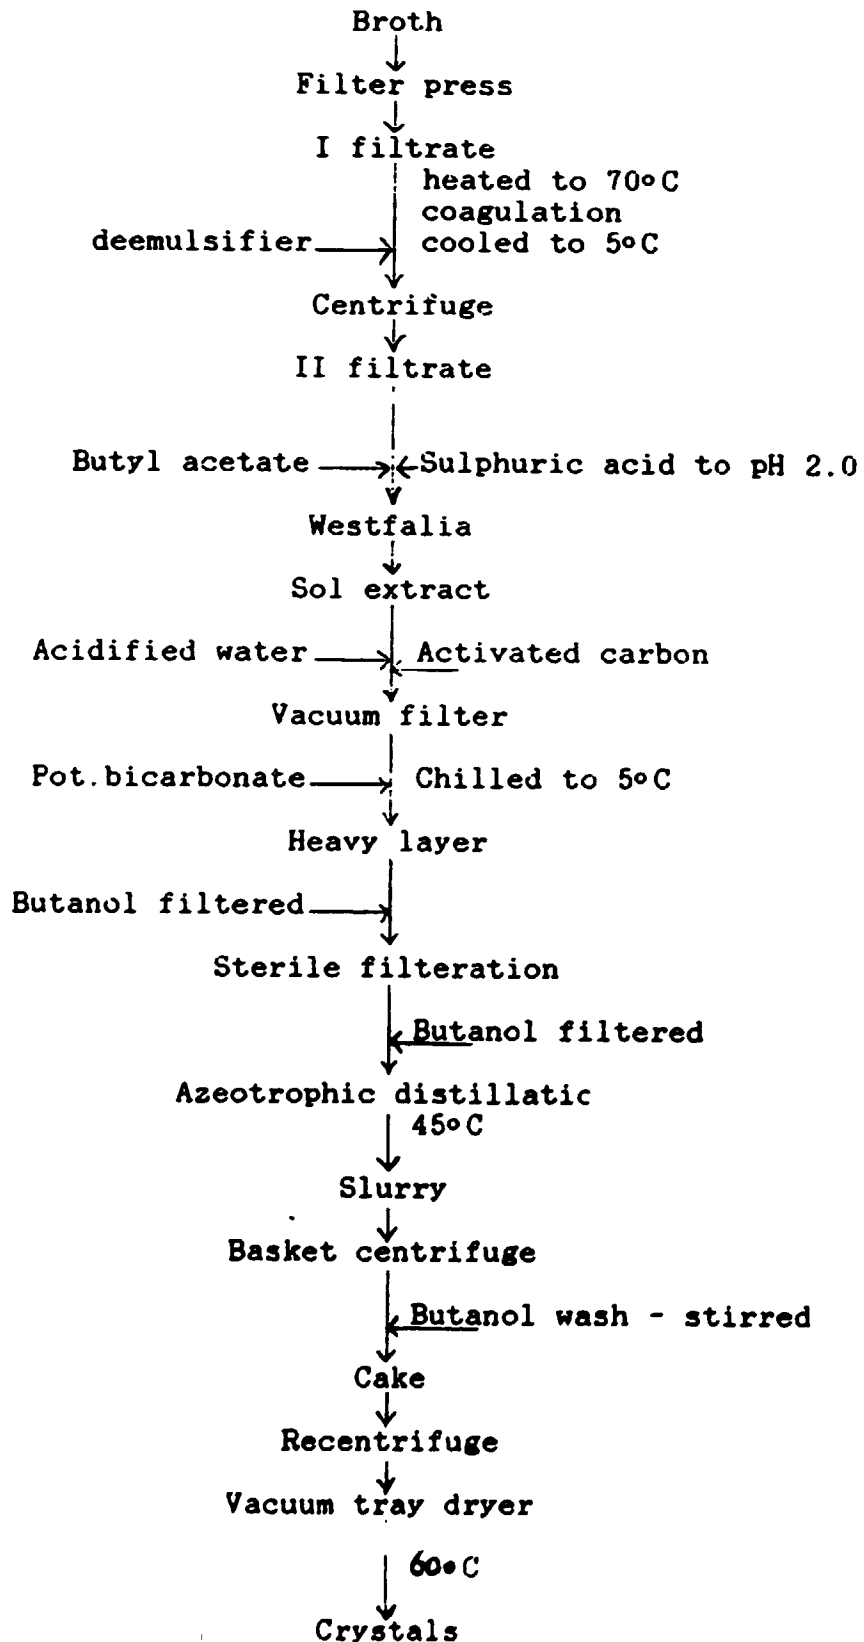 Broth
Filter press
I filtrate
heated to 70°C
coagulation
deemulsifier cooled to 5°C
Centrifuge
II filtrate
Butyl acetate Sulphuric acid to pH 2.0
Westfalia
Sol extract
Acidified water Activated carbon
Vacuum filter
Pot.bicarbonate Chilled to 5°C
Heavy layer
Butanol filtered
Sterile filteration
Butanol filtered
Azeotrophic distillatic
45°C
Slurry
Basket centrifuge
Butanol wash - stirred
Cake
Recentrifuge
Vacuum tray dryer
60°C
Crystals